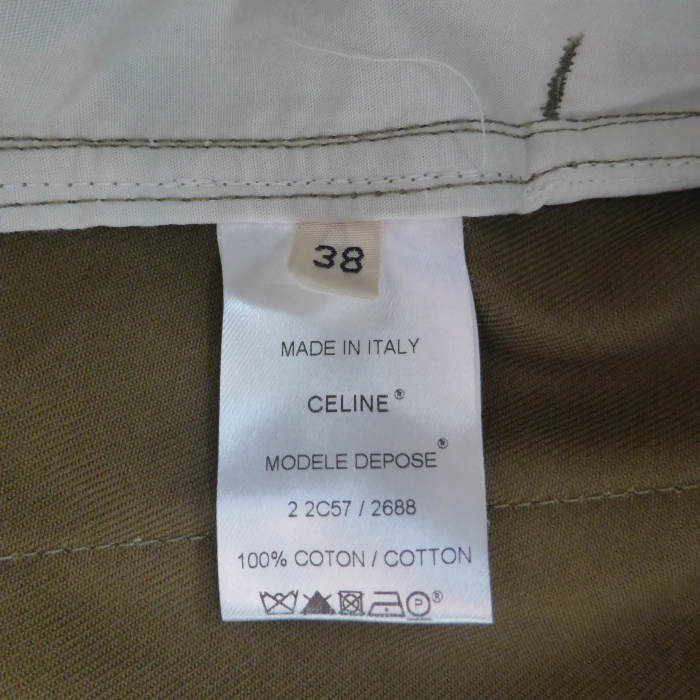 38
MADE IN ITALY
CELINE®
MODELE DEPOSE®
2 2C57 / 2688
100% COTON / COTTON
P ®